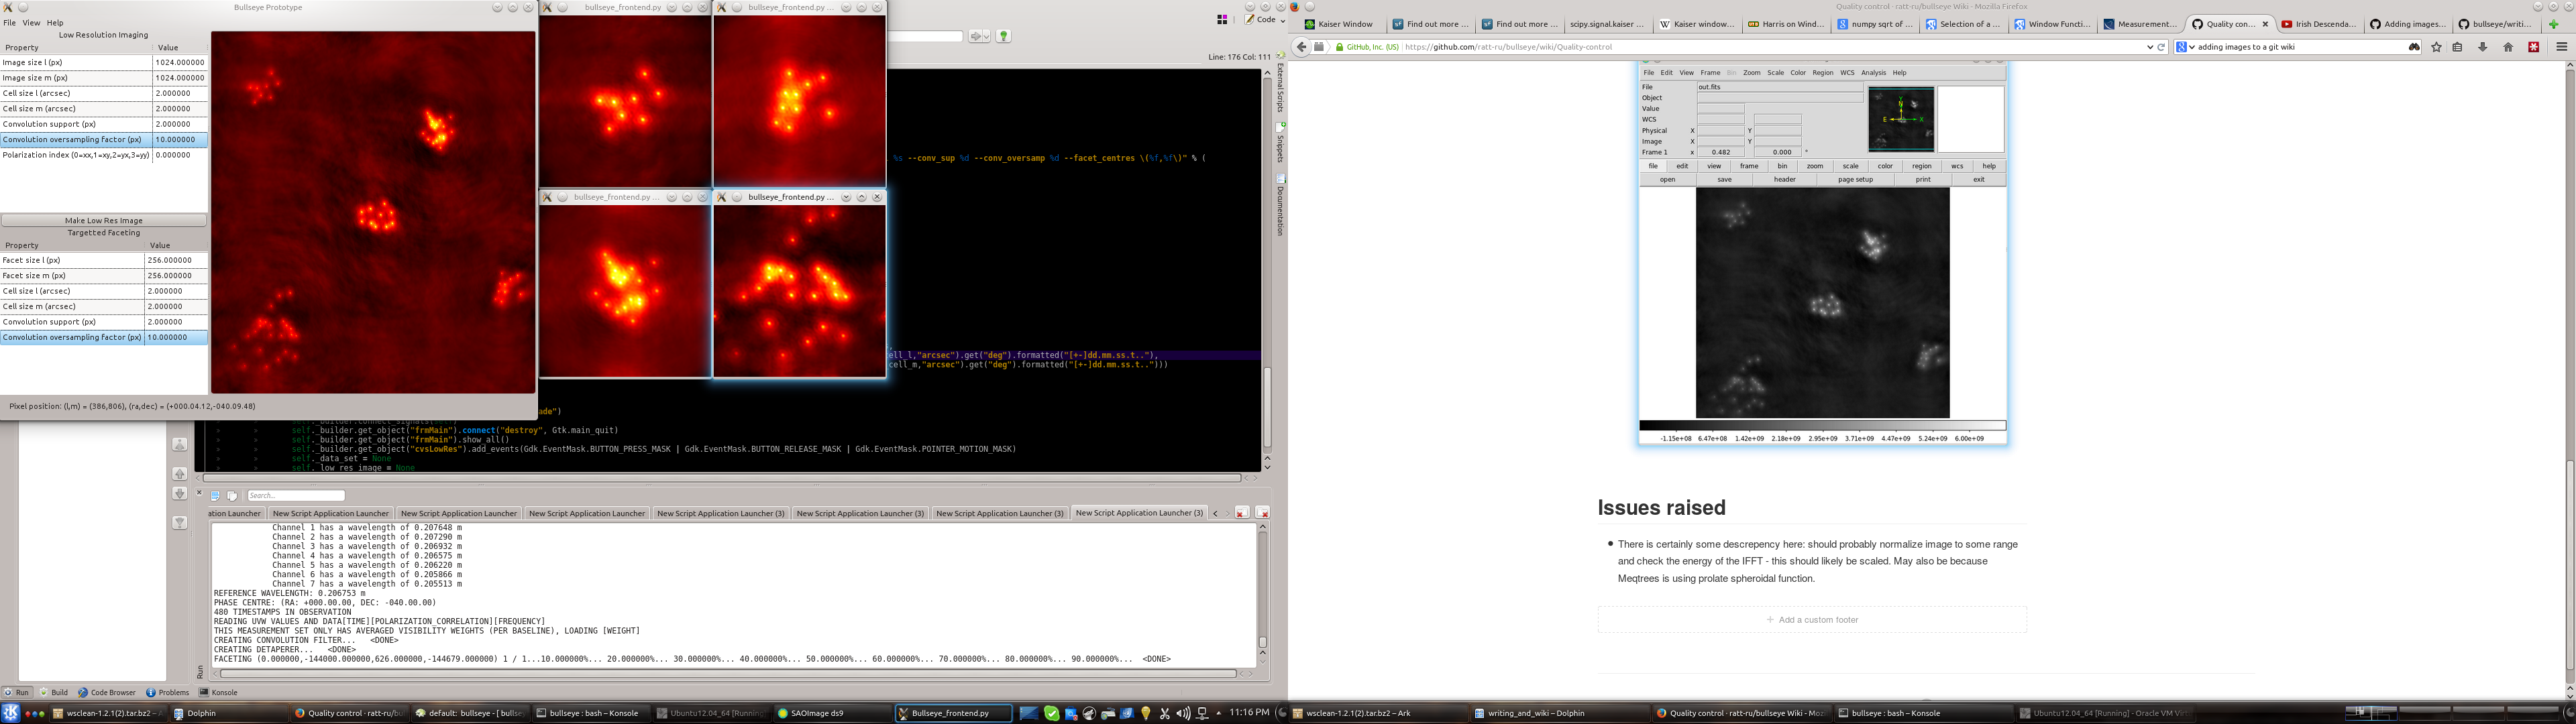 Bullseye Prototype
File View Help
Low Resolution Imaging
Property Value
Image size l (px) 1024.000000
Image size m (px) 1024.000000
Cell size l (arcsec) 2.000000
Cell size m (arcsec) 2.000000
Convolution support (px) 2.000000
Convolution oversampling factor (px) 10.000000
Polarization index (0=xx,1=xy,2=yx,3=yy) 0.000000
Make Low Res Image
Targetted Faceting
Property Value
Facet size l (px) 256.000000
Facet size m (px) 256.000000
Cell size l (arcsec) 2.000000
Cell size m (arcsec) 2.000000
Convolution support (px) 2.000000
Convolution oversampling factor (px) 10.000000
Pixel position: (l,m) = (386,806), (ra,dec) = (+000.04.12,-040.09.48)
bullseye_frontend.py
bullseye_frontend.py ...
bullseye_frontend.py ...
bullseye_frontend.py ...
Code
Line: 176 Col: 111
External Scripts
Snippets
Documentation
%s --conv_sup %d --conv_oversamp %d --facet_centres \(%f,%f\)" % (
cell_l,"arcsec").get("deg").formatted("[+-]dd.mm.ss.t.."),
cell_m,"arcsec").get("deg").formatted("[+-]dd.mm.ss.t..")))
ade")
self._builder.connect_signals(
self._builder.get_object("frmMain").connect("destroy", Gtk.main_quit)
self._builder.get_object("frmMain").show_all()
self._builder.get_object("cvsLowRes").add_events(Gdk.EventMask.BUTTON_PRESS_MASK | Gdk.EventMask.BUTTON_RELEASE_MASK | Gdk.EventMask.POINTER_MOTION_MASK)
self._data_set = None
self._low_res_image = None
Search...
ation Launcher New Script Application Launcher New Script Application Launcher New Script Application Launcher New Script Application Launcher (3) New Script Application Launcher (3) New Script Application Launcher (3) New Script Application Launcher (3)
Channel 1 has a wavelength of 0.207648 m
Channel 2 has a wavelength of 0.207290 m
Channel 3 has a wavelength of 0.206932 m
Channel 4 has a wavelength of 0.206575 m
Channel 5 has a wavelength of 0.206220 m
Channel 6 has a wavelength of 0.205866 m
Channel 7 has a wavelength of 0.205513 m
REFERENCE WAVELENGTH: 0.206753 m
PHASE CENTRE: (RA: +000.00.00, DEC: -040.00.00)
480 TIMESTAMPS IN OBSERVATION
READING UVW VALUES AND DATA[TIME][POLARIZATION_CORRELATION][FREQUENCY]
THIS MEASUREMENT SET ONLY HAS AVERAGED VISIBILITY WEIGHTS (PER BASELINE), LOADING [WEIGHT]
CREATING CONVOLUTION FILTER... <DONE>
CREATING DETAPERER... <DONE>
FACETING (0.000000,-144000.000000,626.000000,-144679.000000) 1 / 1...10.000000%... 20.000000%... 30.000000%... 40.000000%... 50.000000%... 60.000000%... 70.000000%... 80.000000%... 90.000000%... <DONE>
Run
Run Build Code Browser Problems Konsole
wsclean-1.2.1(2).tar.bz2 – A Dolphin Quality control · ratt-ru/bu default: bullseye - [ bullsey bullseye : bash – Konsole Ubuntu12.04_64 [Running SAOImage ds9 Bullseye_frontend.py 11:16 PM
Quality control · ratt-ru/bullseye Wiki - Mozilla Firefox
Kaiser Window Find out more ... Find out more ... scipy.signal.kaiser ... Kaiser window... Harris on Wind... numpy sqrt of ... Selection of a ... Window Functi... Measurement... Quality con... Irish Descenda... Adding images... bullseye/writi...
GitHub, Inc. (US) https://github.com/ratt-ru/bullseye/wiki/Quality-control adding images to a git wiki
File Edit View Frame Bin Zoom Scale Color Region WCS Analysis Help
File out.fits
Object
Value
WCS
Physical X Y
Image X Y
Frame 1 x 0.482 0.000 °
N
E X
file edit view frame bin zoom scale color region wcs help
open save header page setup print exit
-1.15e+08 6.47e+08 1.42e+09 2.18e+09 2.95e+09 3.71e+09 4.47e+09 5.24e+09 6.00e+09
Issues raised
There is certainly some descrepency here: should probably normalize image to some range
and check the energy of the IFFT - this should likely be scaled. May also be because
Meqtrees is using prolate spheroidal function.
+ Add a custom footer
wsclean-1.2.1(2).tar.bz2 – Ark writing_and_wiki – Dolphin Quality control · ratt-ru/bullseye Wiki - Moz bullseye : bash – Konsole Ubuntu12.04_64 [Running] - Oracle VM Vir